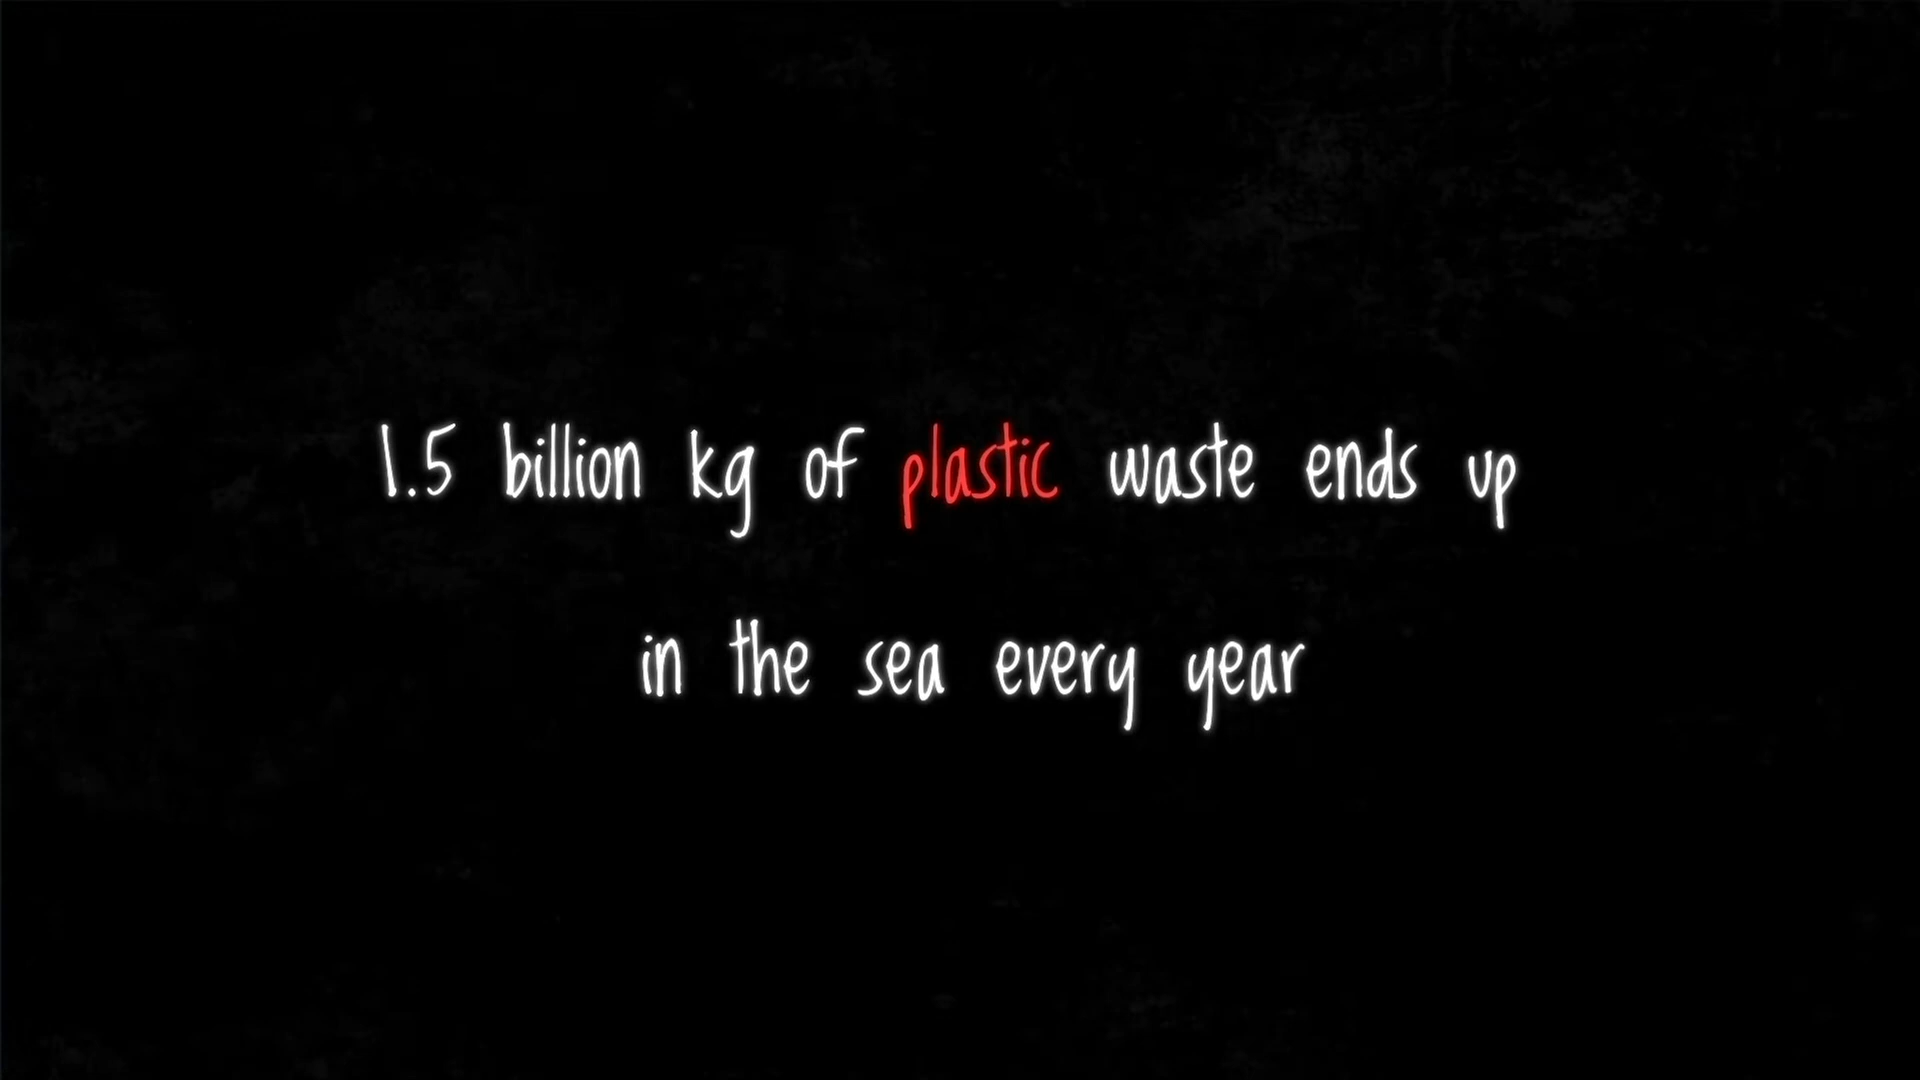 1.5 billion kg of plastic waste ends up
in the sea every year